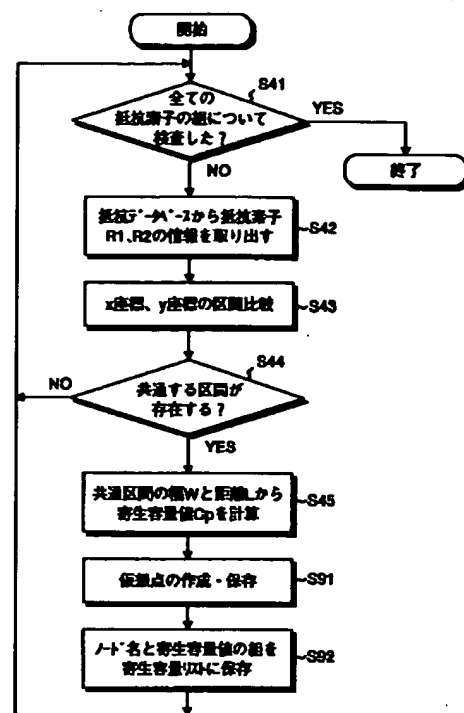 開始
S41
全ての
抵抗素子の組について
検査した?
YES
終了
NO
抵抗データベースから抵抗素子
R1、R2の情報を取り出す
S42
x座標、y座標の区間比較
S43
S44
NO
共通する区間が
存在する?
YES
共通区間の幅Wと距離Lから
寄生容量値Cpを計算
S45
仮接点の作成・保存
S91
ノード名と寄生容量値の組を
寄生容量リストに保存
S92